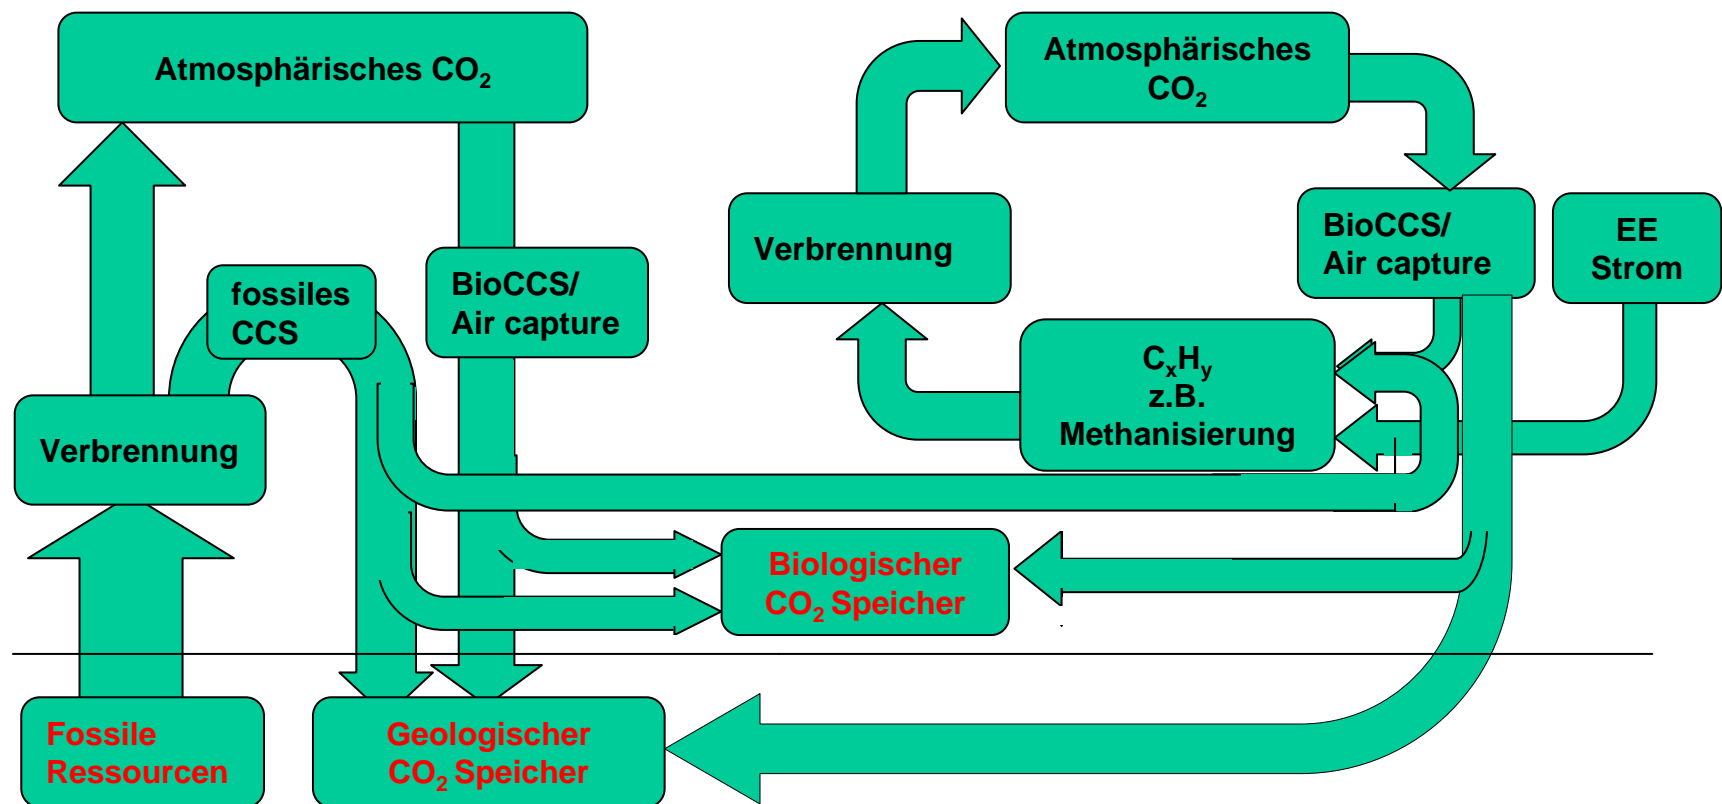 Atmosphärisches CO₂
Atmosphärisches
CO₂
Verbrennung
BioCCS/
Air capture
EE
Strom
fossiles
CCS
BioCCS/
Air capture
CₓHᵧ
z.B.
Methanisierung
Verbrennung
Biologischer
CO₂ Speicher
Fossile
Ressourcen
Geologischer
CO₂ Speicher